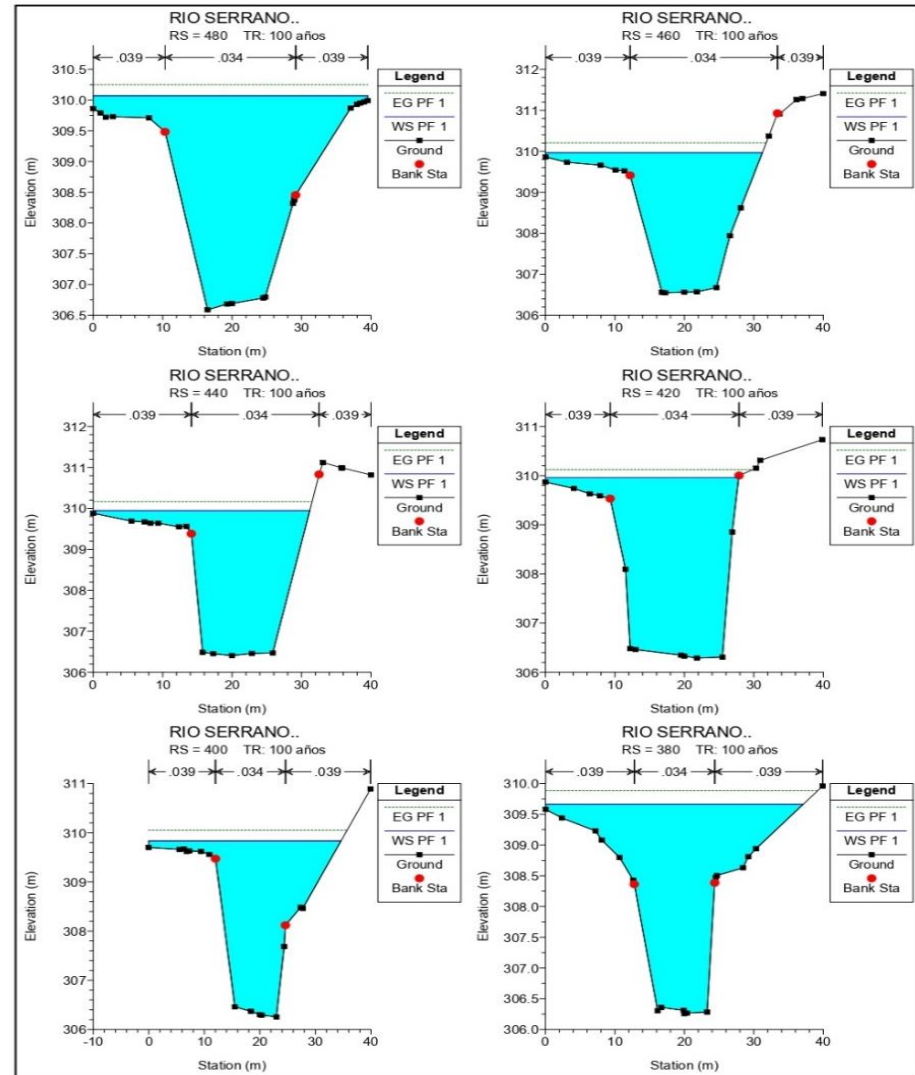 RIO SERRANO..
RS = 480 TR: 100 años
.039 .034 .039
310.5
310.0
309.5
309.0
308.5
308.0
307.5
307.0
306.5
0 10 20 30 40
Elevation (m)
Station (m)
Legend
EG PF 1
WS PF 1
Ground
Bank Sta
RIO SERRANO..
RS = 460 TR: 100 años
.039 .034 .039
312
311
310
309
308
307
306
0 10 20 30 40
Elevation (m)
Station (m)
Legend
EG PF 1
WS PF 1
Ground
Bank Sta
RIO SERRANO..
RS = 440 TR: 100 años
.039 .034 .039
312
311
310
309
308
307
306
0 10 20 30 40
Elevation (m)
Station (m)
Legend
EG PF 1
WS PF 1
Ground
Bank Sta
RIO SERRANO..
RS = 420 TR: 100 años
.039 .034 .039
311
310
309
308
307
306
0 10 20 30 40
Elevation (m)
Station (m)
Legend
EG PF 1
WS PF 1
Ground
Bank Sta
RIO SERRANO..
RS = 400 TR: 100 años
.039 .034 .039
311
310
309
308
307
306
-10 0 10 20 30 40
Elevation (m)
Station (m)
Legend
EG PF 1
WS PF 1
Ground
Bank Sta
RIO SERRANO..
RS = 380 TR: 100 años
.039 .034 .039
310.0
309.5
309.0
308.5
308.0
307.5
307.0
306.5
306.0
0 10 20 30 40
Elevation (m)
Station (m)
Legend
EG PF 1
WS PF 1
Ground
Bank Sta